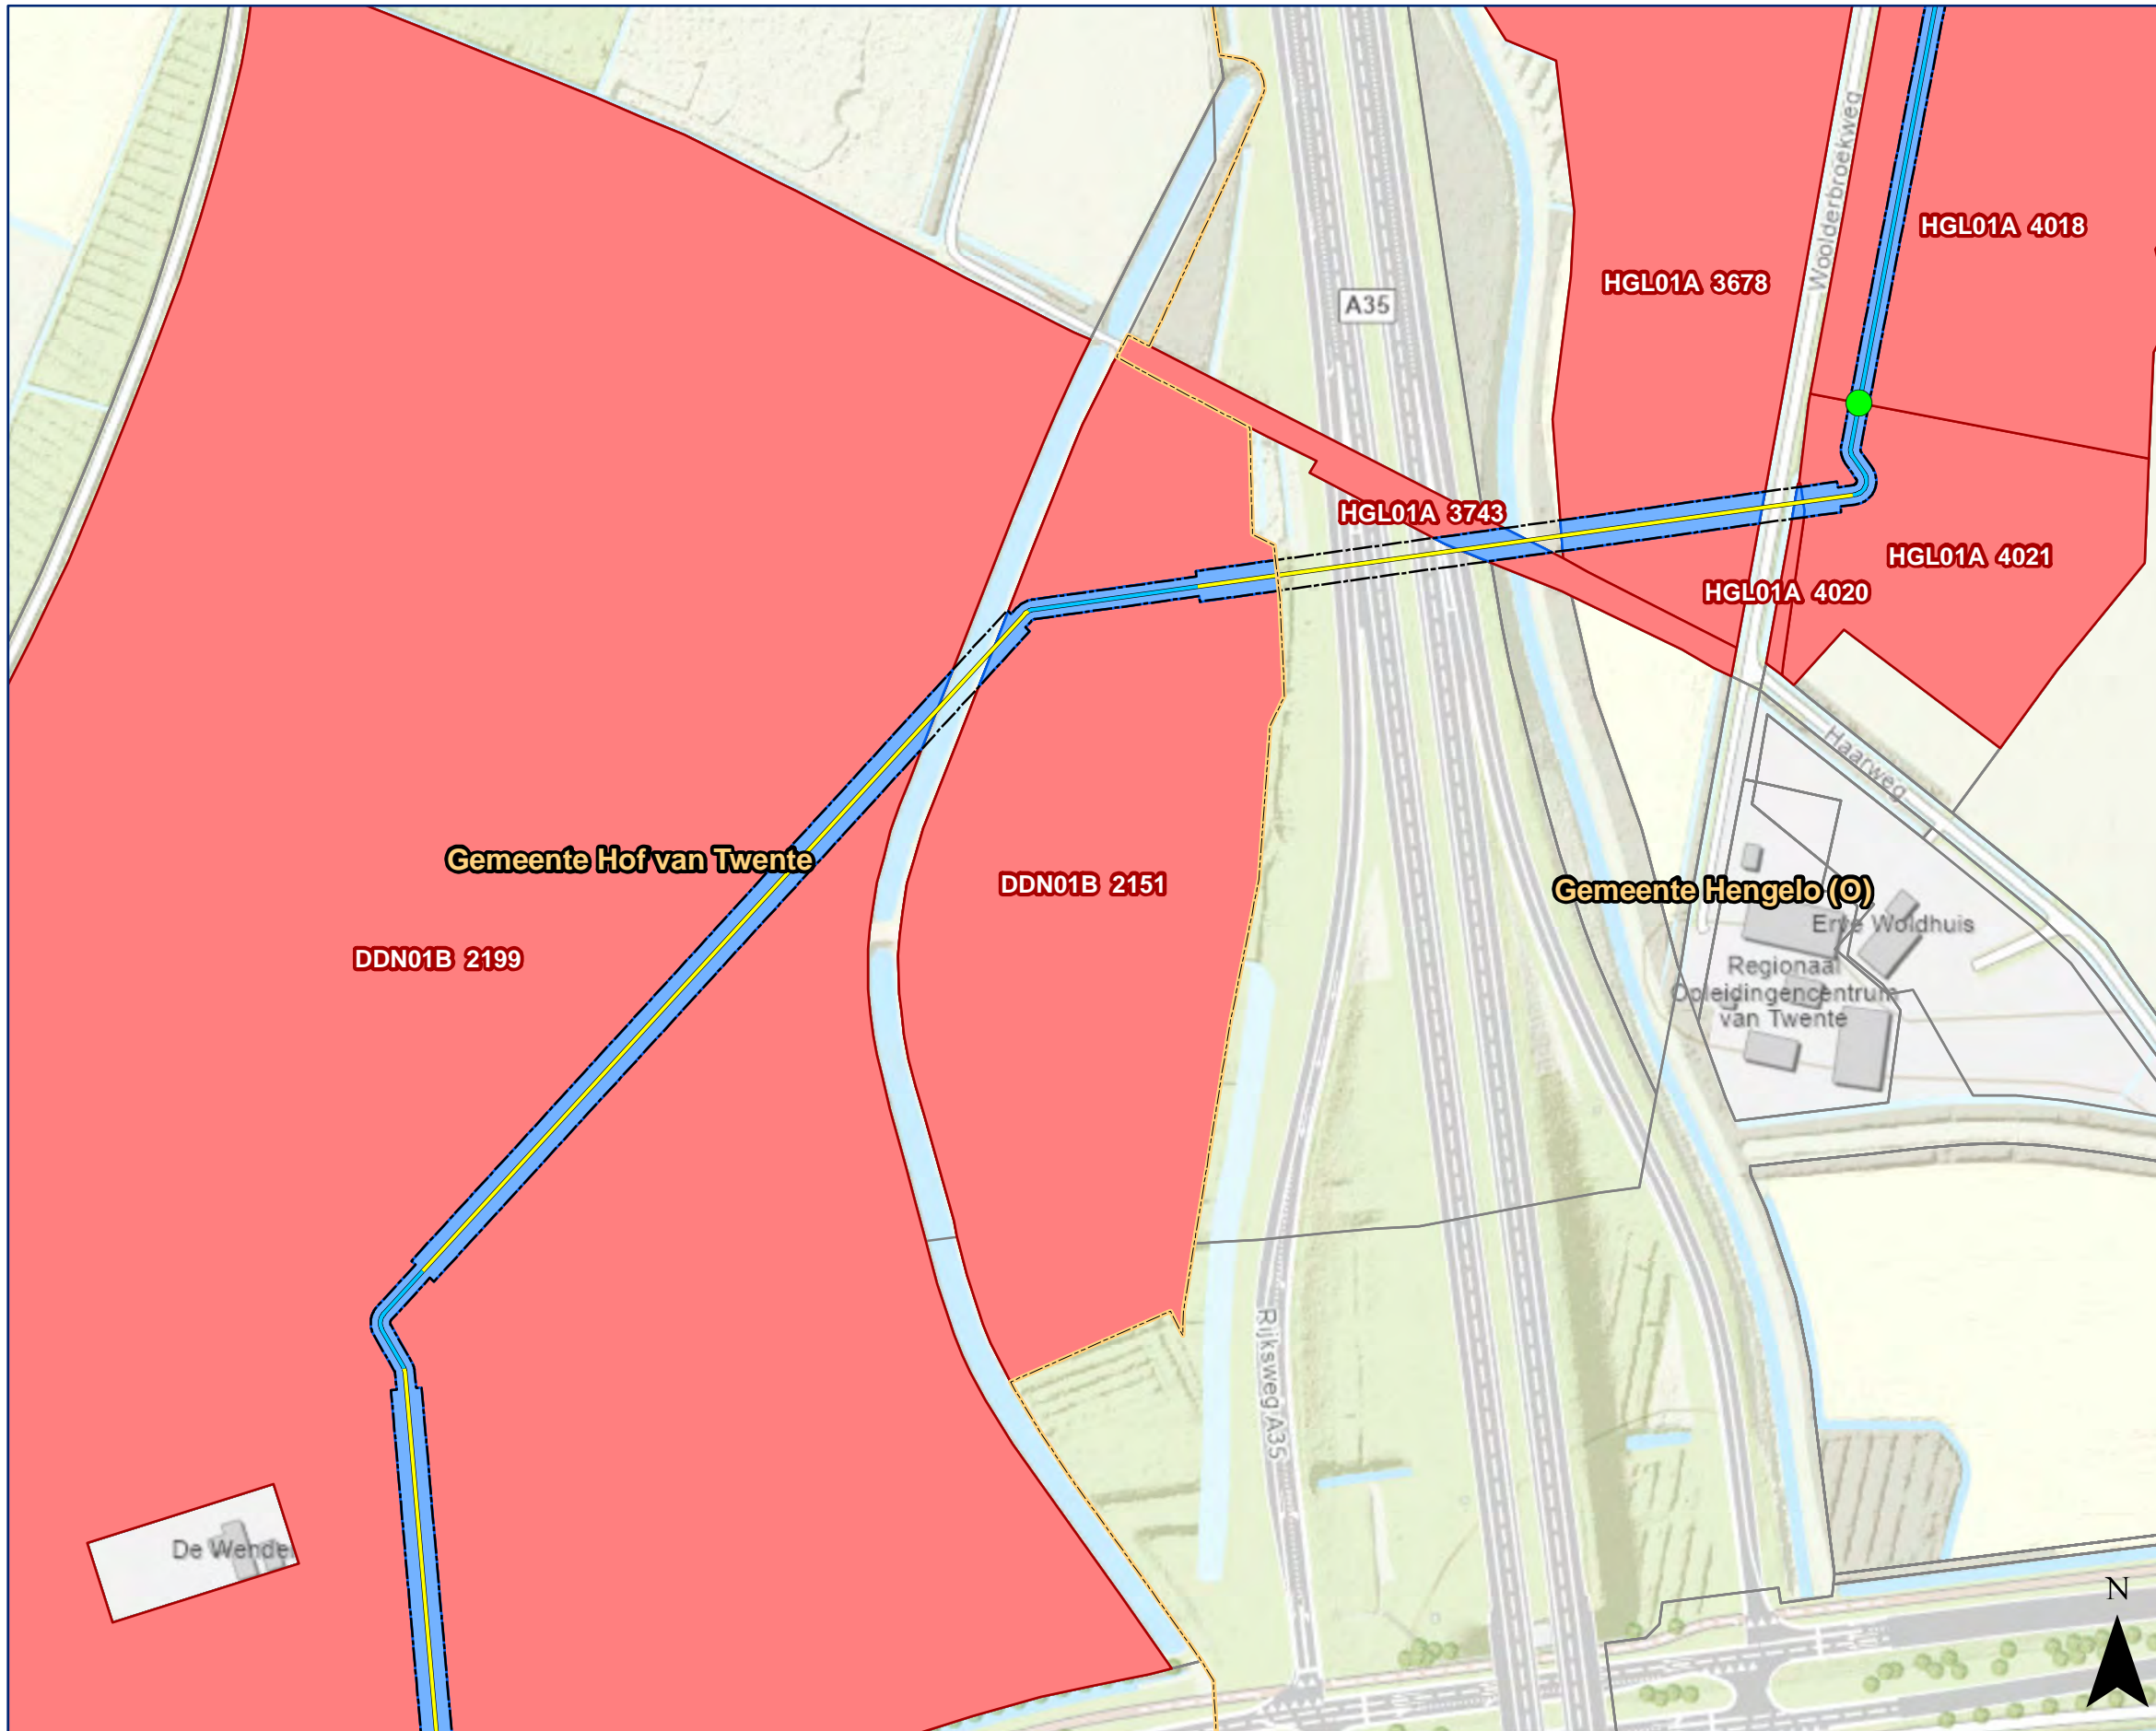 Woolderbroekweg
HGL01A 4018
HGL01A 3678
A35
HGL01A 3743
HGL01A 4021
HGL01A 4020
Haarweg
Gemeente Hof van Twente
DDN01B 2151
Gemeente Hengelo (O)
Erve Woldhuis
DDN01B 2199
Regionaal
Opleidingencentrum
van Twente
Rijksweg A35
De Wende
N